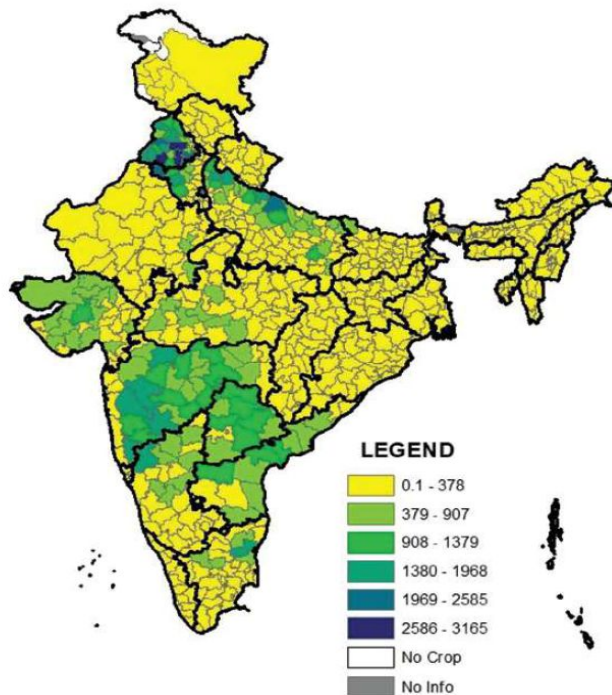 LEGEND
0.1 - 378
379 - 907
908 - 1379
1380 - 1968
1969 - 2585
2586 - 3165
No Crop
No Info